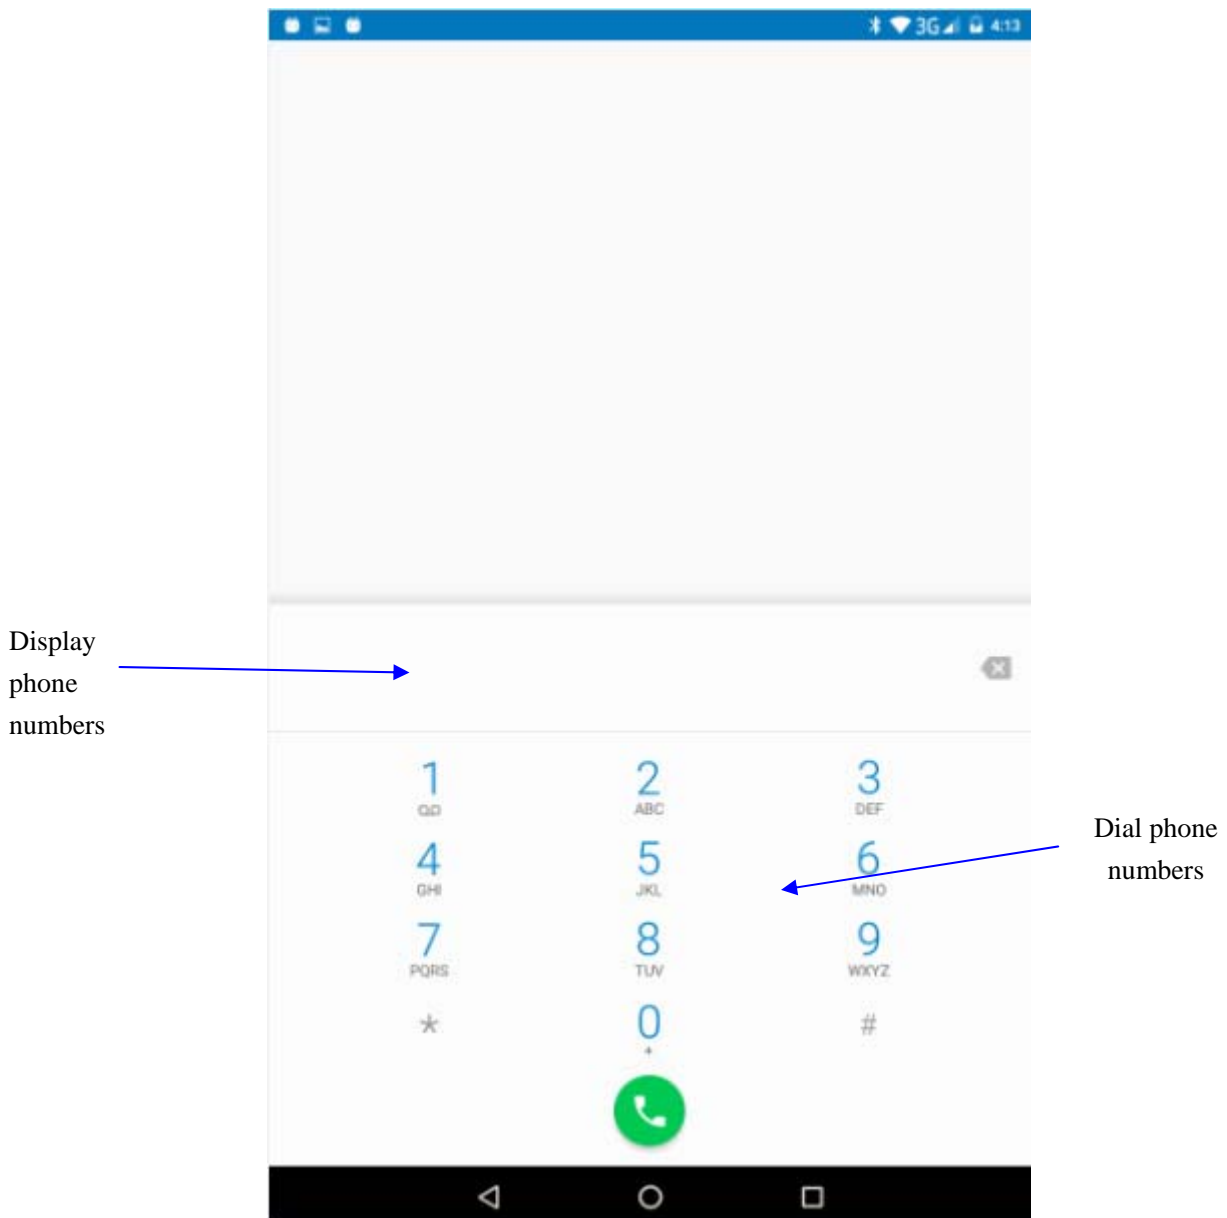 3G 4:13
Display
phone
numbers
1 2 3
ABC DEF
Dial phone
numbers
4 5 6
GHI JKL MNO
7 8 9
PQRS TUV WXYZ
* 0 #
+